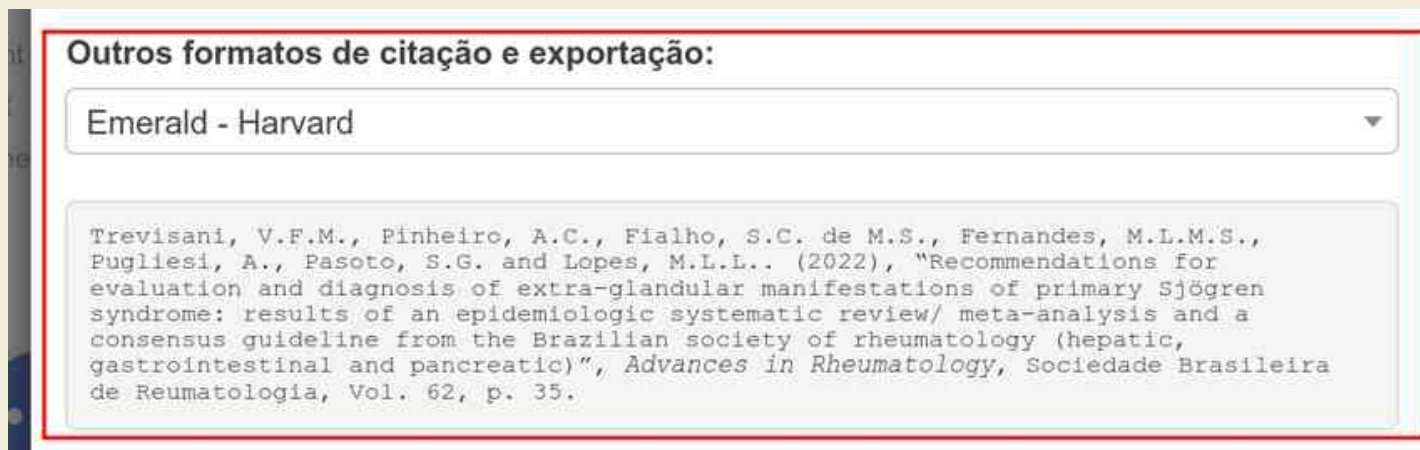 Outros formatos de citação e exportação:
Emerald - Harvard
Trevisani, V.F.M., Pinheiro, A.C., Fialho, S.C. de M.S., Fernandes, M.L.M.S.,
Pugliesi, A., Pasoto, S.G. and Lopes, M.L.L.. (2022), “Recommendations for
evaluation and diagnosis of extra-glandular manifestations of primary Sjögren
syndrome: results of an epidemiologic systematic review/ meta-analysis and a
consensus guideline from the Brazilian society of rheumatology (hepatic,
gastrointestinal and pancreatic)”, Advances in Rheumatology, Sociedade Brasileira
de Reumatologia, Vol. 62, p. 35.